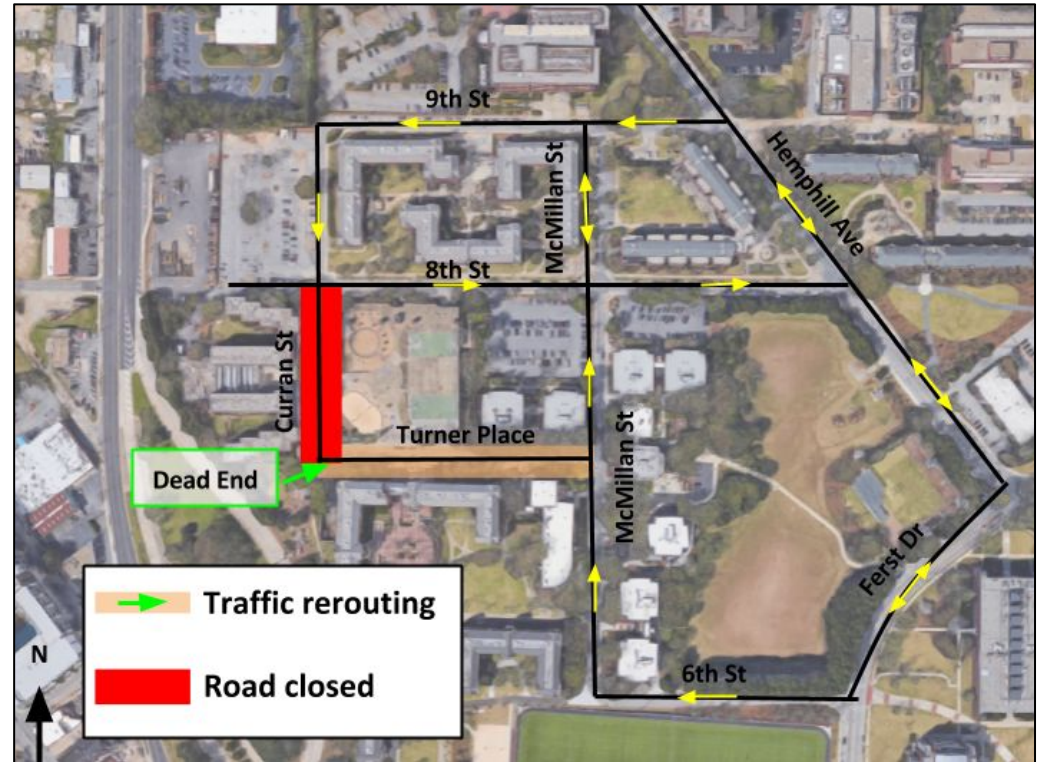 9th St
McMillan St
Hemphill Ave
8th St
Curran St
Turner Place
McMillan St
Dead End
Ferst Dr
Traffic rerouting
Road closed
N
6th St